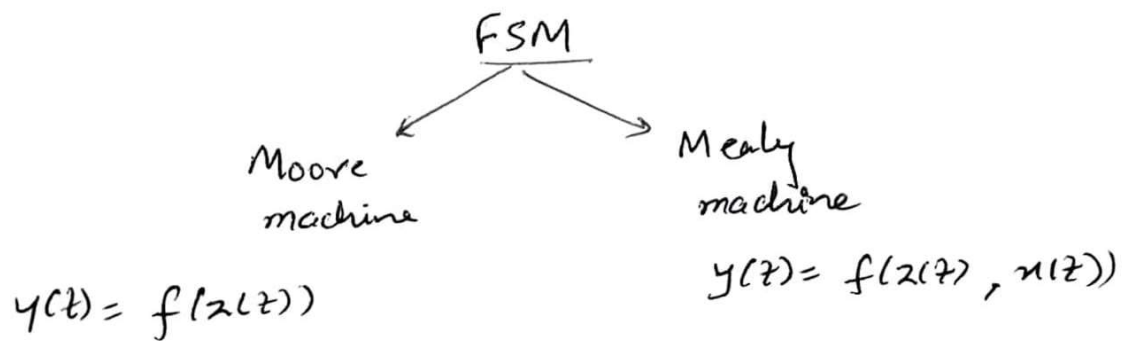 FSM
Moore
machine
Mealy
machine
y(t) = f(z(t))
y(t) = f(z(t), x(t))